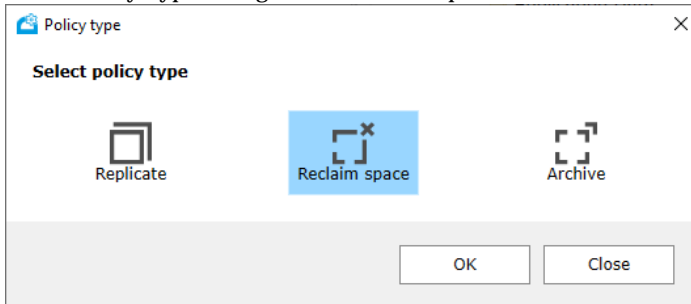 Policy type
Select policy type
Replicate
Reclaim space
Archive
OK
Close